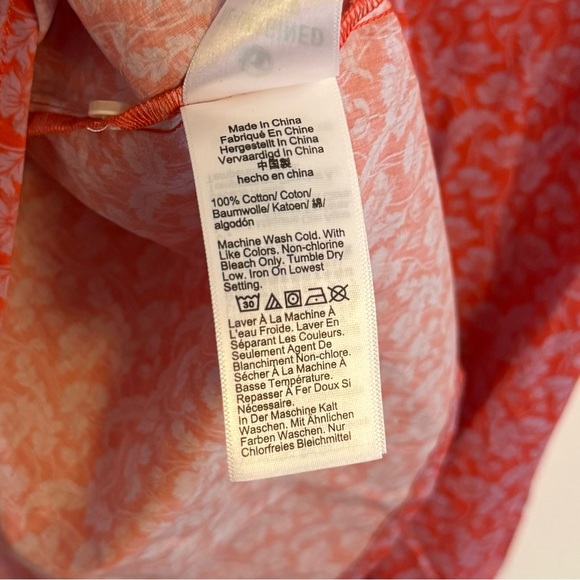 Made in China
Fabriqué En Chine
Hergestellt In China
Vervaardigd In China
中国製
hecho en china
100% Cotton/ Coton/
Baumwolle/ Katoen/ 綿/
algodón
Machine Wash Cold. With
Like Colors. Non-chlorine
Bleach Only. Tumble Dry
Low. Iron On Lowest
Setting.
30
Laver À La Machine À
L'eau Froide. Laver En
Séparant Les Couleurs.
Seulement Agent De
Blanchiment Non-chlore.
Sécher À La Machine À
Basse Température.
Repasser À Fer Doux Si
Nécessaire.
In Der Maschine Kalt
Waschen. Mit Ähnlichen
Farben Waschen. Nur
Chlorfreies Bleichmittel